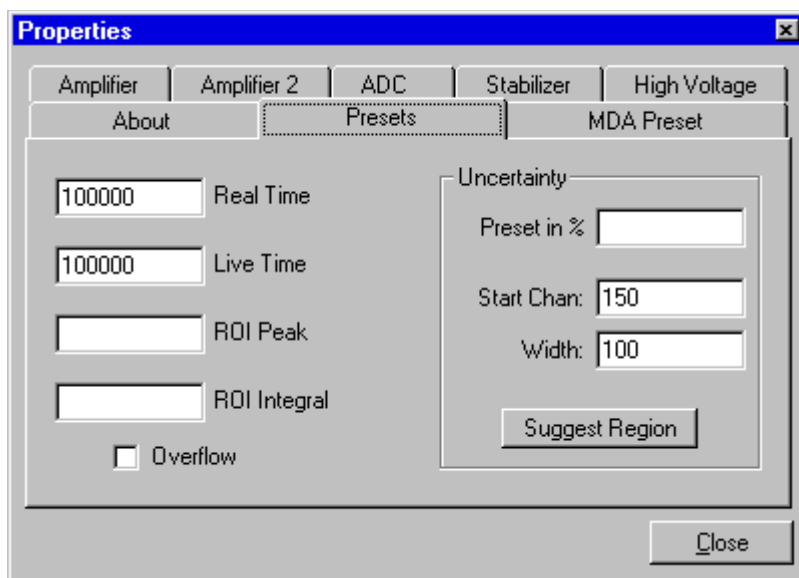 Properties
Amplifier Amplifier 2 ADC Stabilizer High Voltage
About Presets MDA Preset
100000 Real Time
100000 Live Time
ROI Peak
ROI Integral
Overflow
Uncertainty
Preset in %
Start Chan: 150
Width: 100
Suggest Region
Close